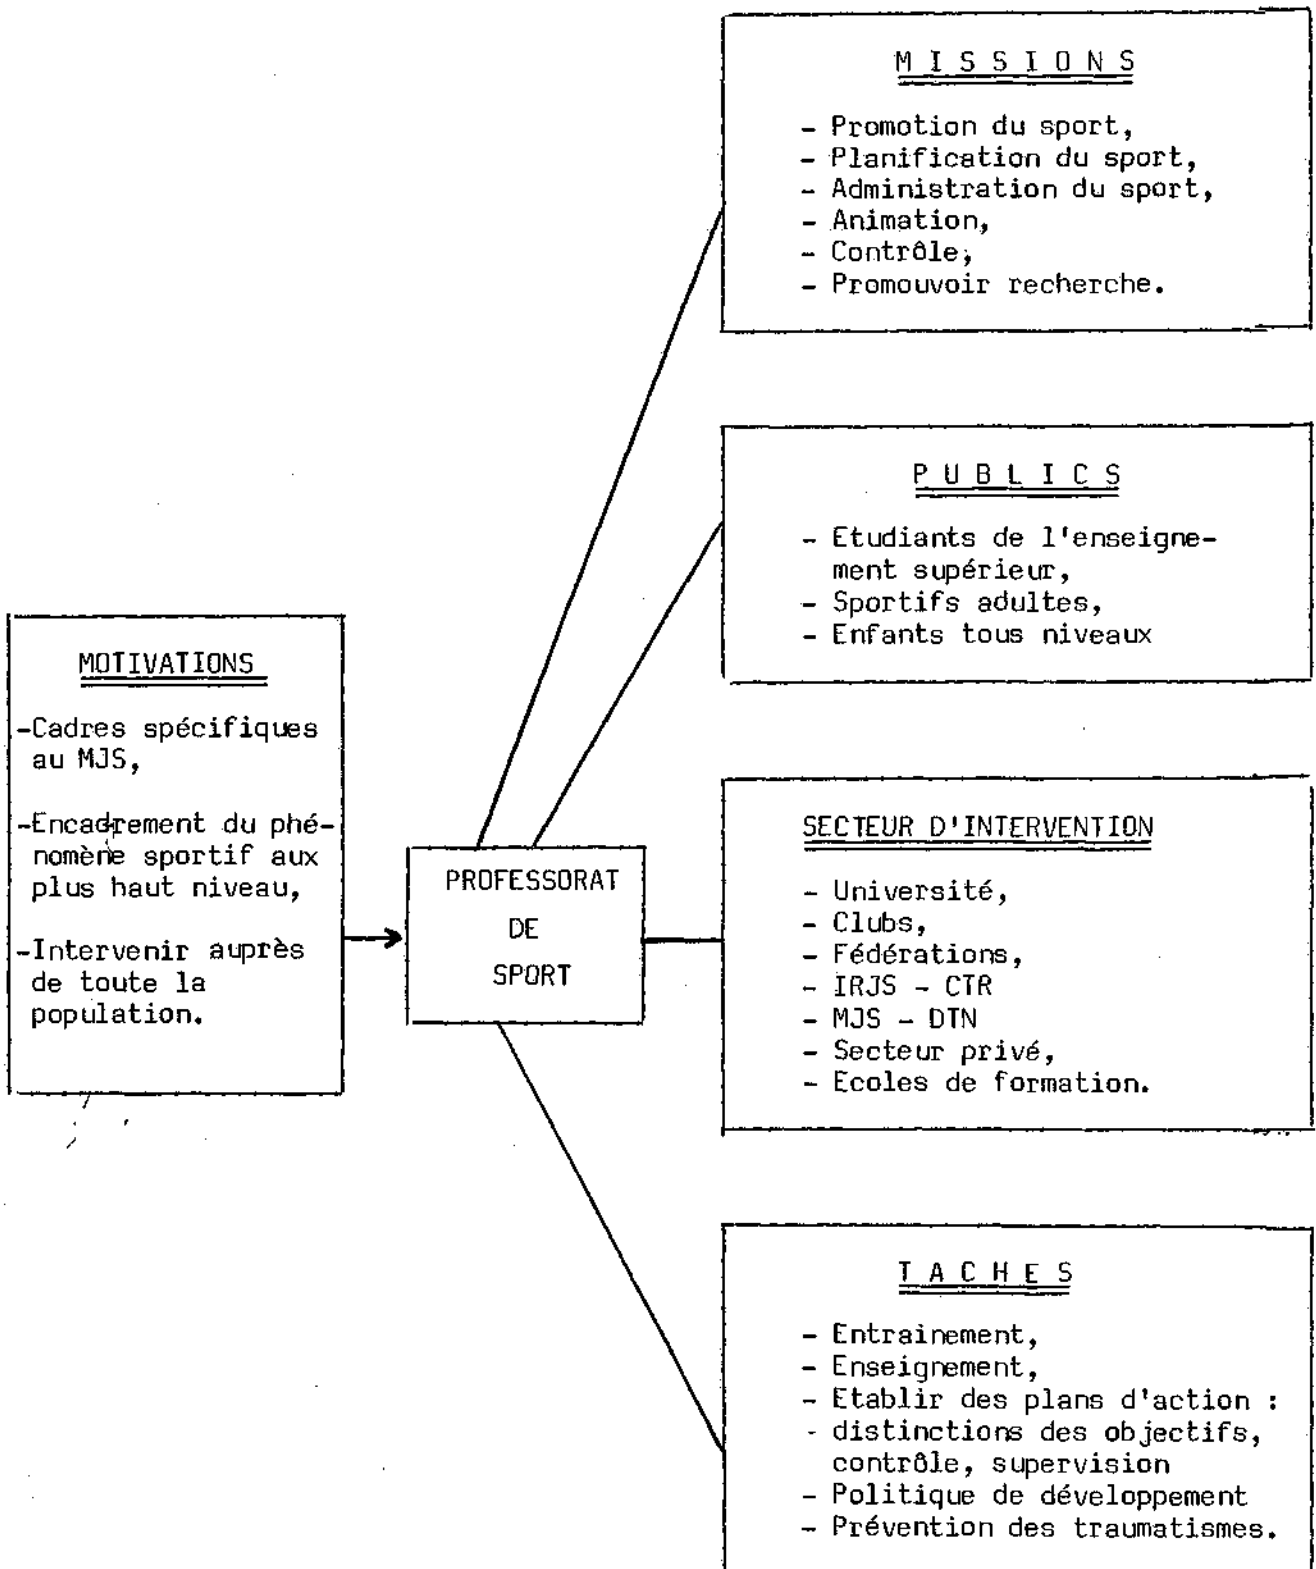 MOTIVATIONS
-Cadres spécifiques
au MJS,
-Encadrement du phé-
nomène sportif aux
plus haut niveau,
-Intervenir auprès
de toute la
population.
PROFESSORAT
DE
SPORT
M I S S I O N S
- Promotion du sport,
- Planification du sport,
- Administration du sport,
- Animation,
- Contrôle,
- Promouvoir recherche.
P U B L I C S
- Etudiants de l'enseigne-
ment supérieur,
- Sportifs adultes,
- Enfants tous niveaux
SECTEUR D'INTERVENTION
- Université,
- Clubs,
- Fédérations,
- IRJS - CTR
- MJS - DTN
- Secteur privé,
- Ecoles de formation.
T A C H E S
- Entrainement,
- Enseignement,
- Etablir des plans d'action :
- distinctions des objectifs,
contrôle, supervision
- Politique de développement
- Prévention des traumatismes.